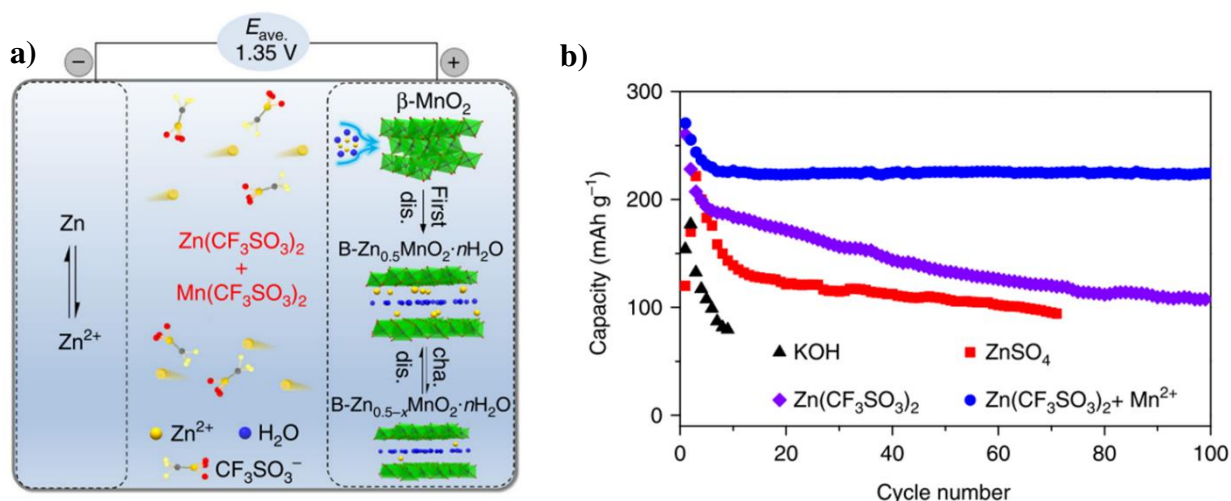 a)
E_ave.
1.35 V
−
+
β-MnO₂
First
dis.
Zn
Zn²⁺
Zn(CF₃SO₃)₂
+
Mn(CF₃SO₃)₂
B-Zn₀.₅MnO₂·nH₂O
dis.
cha.
B-Zn₀.₅₋ₓMnO₂·nH₂O
Zn²⁺ H₂O
CF₃SO₃⁻
b)
Capacity (mAh g⁻¹)
300
200
100
0
KOH ZnSO₄
Zn(CF₃SO₃)₂ Zn(CF₃SO₃)₂+ Mn²⁺
0 20 40 60 80 100
Cycle number